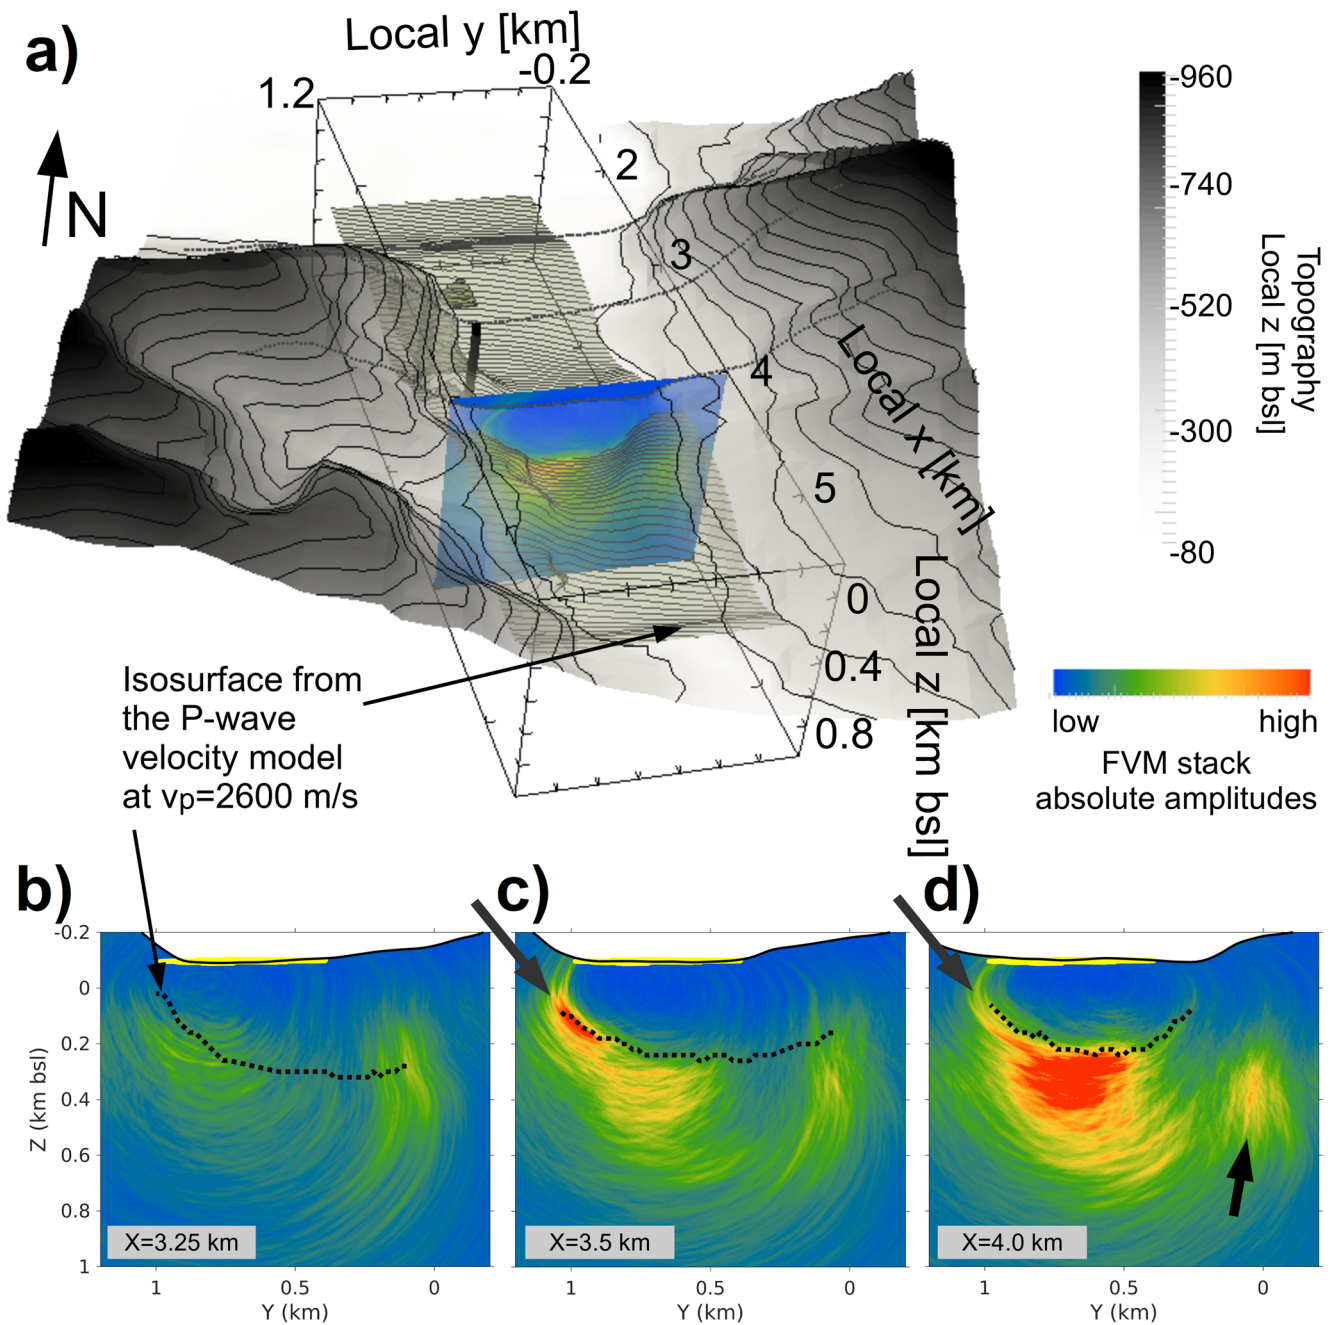 a)
Local y [km]
1.2
-0.2
N
2
3
4
5
Local x [km]
0
0.4
0.8
Local z [km bsl]
-960
-740
-520
-300
-80
Topography
Local z [m bsl]
Isosurface from
the P-wave
velocity model
at vp=2600 m/s
low
high
FVM stack
absolute amplitudes
b)
-0.2
0
0.2
0.4
0.6
0.8
1
Z (km bsl)
X=3.25 km
1
0.5
0
Y (km)
c)
X=3.5 km
1
0.5
0
Y (km)
d)
X=4.0 km
1
0.5
0
Y (km)